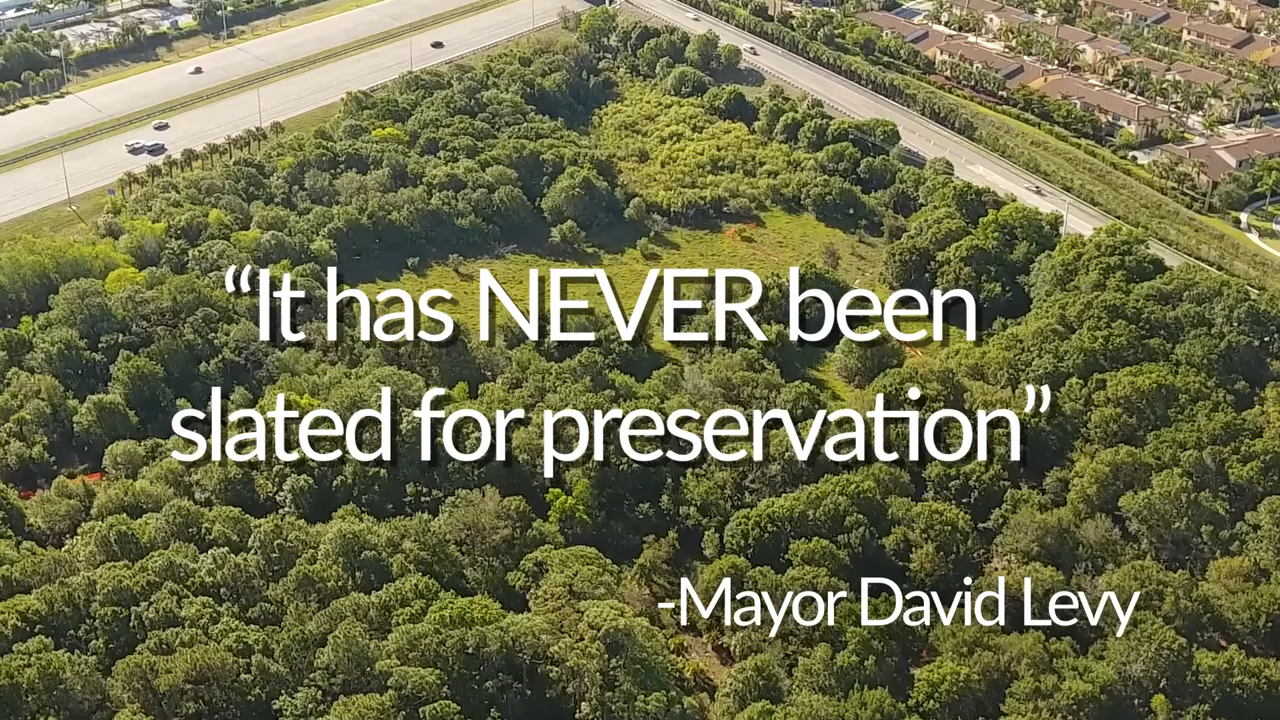 “It has NEVER been
slated for preservation”
-Mayor David Levy